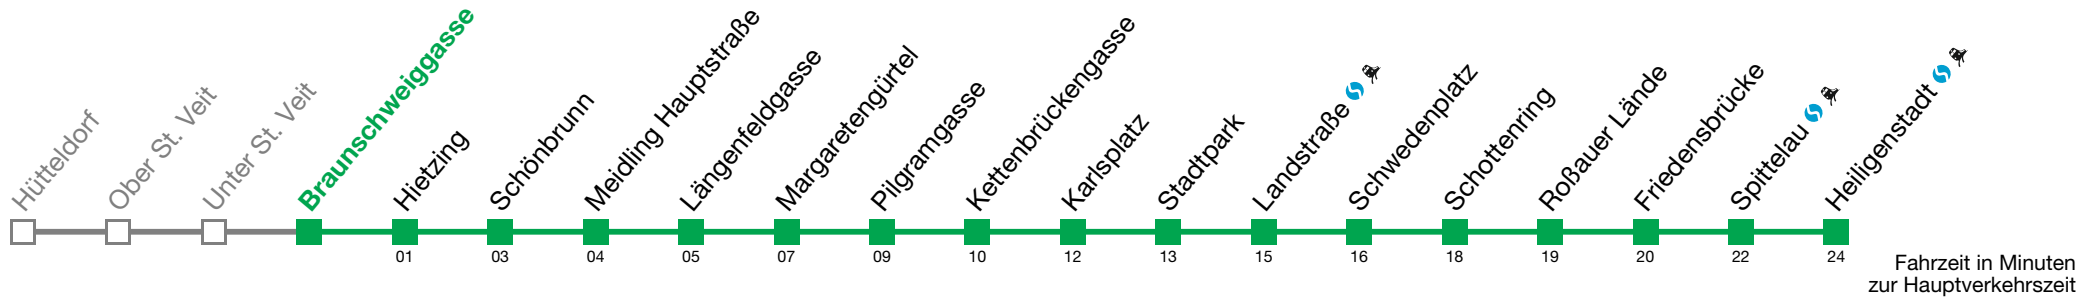 Hütteldorf
Ober St. Veit
Unter St. Veit
Braunschweiggasse
Hietzing
Schönbrunn
Meidling Hauptstraße
Längenfeldgasse
Margaretengürtel
Pilgramgasse
Kettenbrückengasse
Karlsplatz
Stadtpark
Landstraße
Schwedenplatz
Schottenring
Roßauer Lände
Friedensbrücke
Spittelau
Heiligenstadt
01 03 04 05 07 09 10 12 13 15 16 18 19 20 22 24
Fahrzeit in Minuten
zur Hauptverkehrszeit